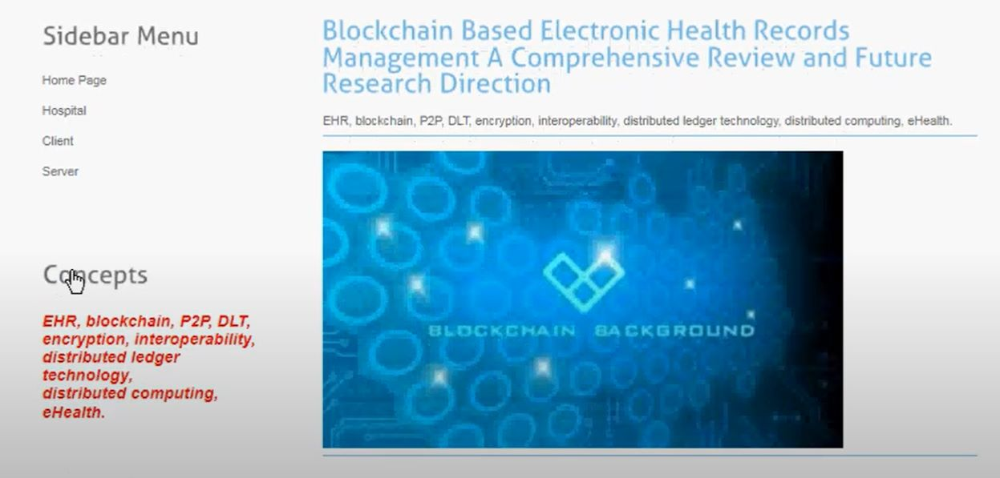 Sidebar Menu
Home Page
Hospital
Client
Server
Concepts
EHR, blockchain, P2P, DLT,
encryption, interoperability,
distributed ledger
technology,
distributed computing,
eHealth.
Blockchain Based Electronic Health Records
Management A Comprehensive Review and Future
Research Direction
EHR, blockchain, P2P, DLT, encryption, interoperability, distributed ledger technology, distributed computing, eHealth.
BLOCKCHAIN BACKGROUND